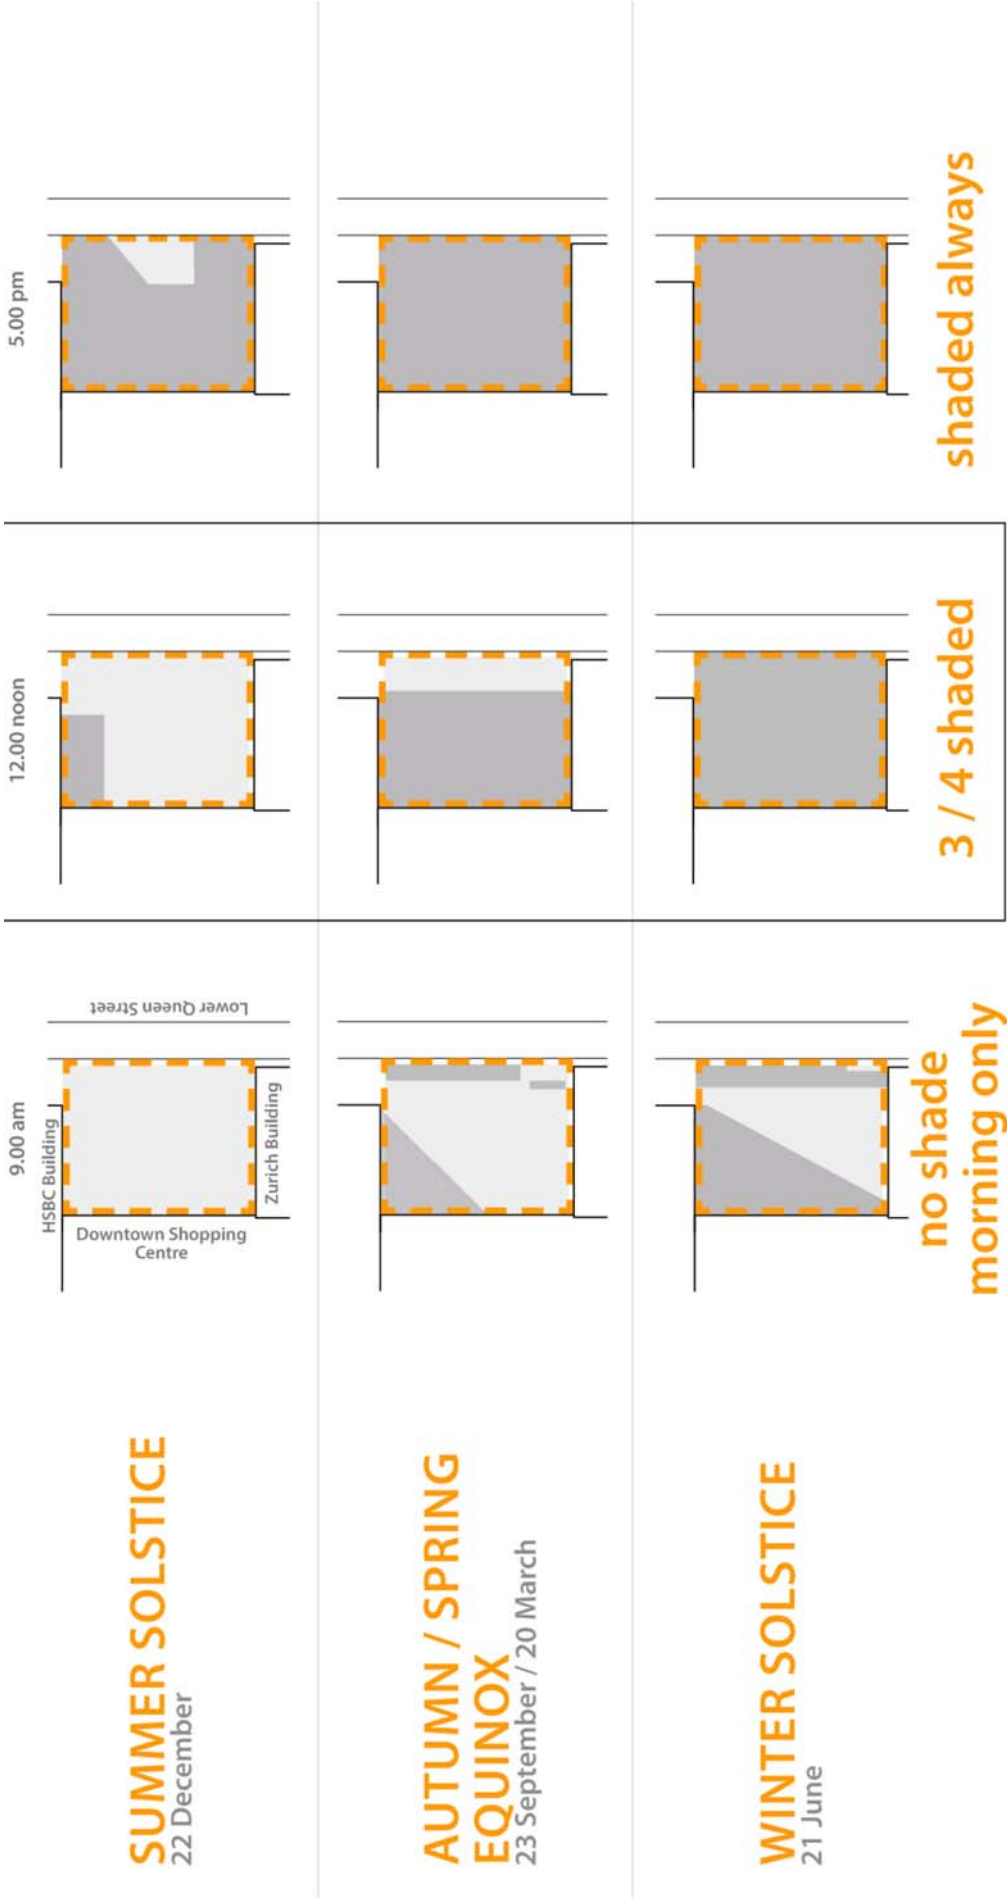 9.00 am
12.00 noon
5.00 pm
SUMMER SOLSTICE
22 December
HSBC Building
Downtown Shopping
Centre
Zurich Building
Lower Queen Street
AUTUMN / SPRING
EQUINOX
23 September / 20 March
WINTER SOLSTICE
21 June
no shade
morning only
3 / 4 shaded
shaded always